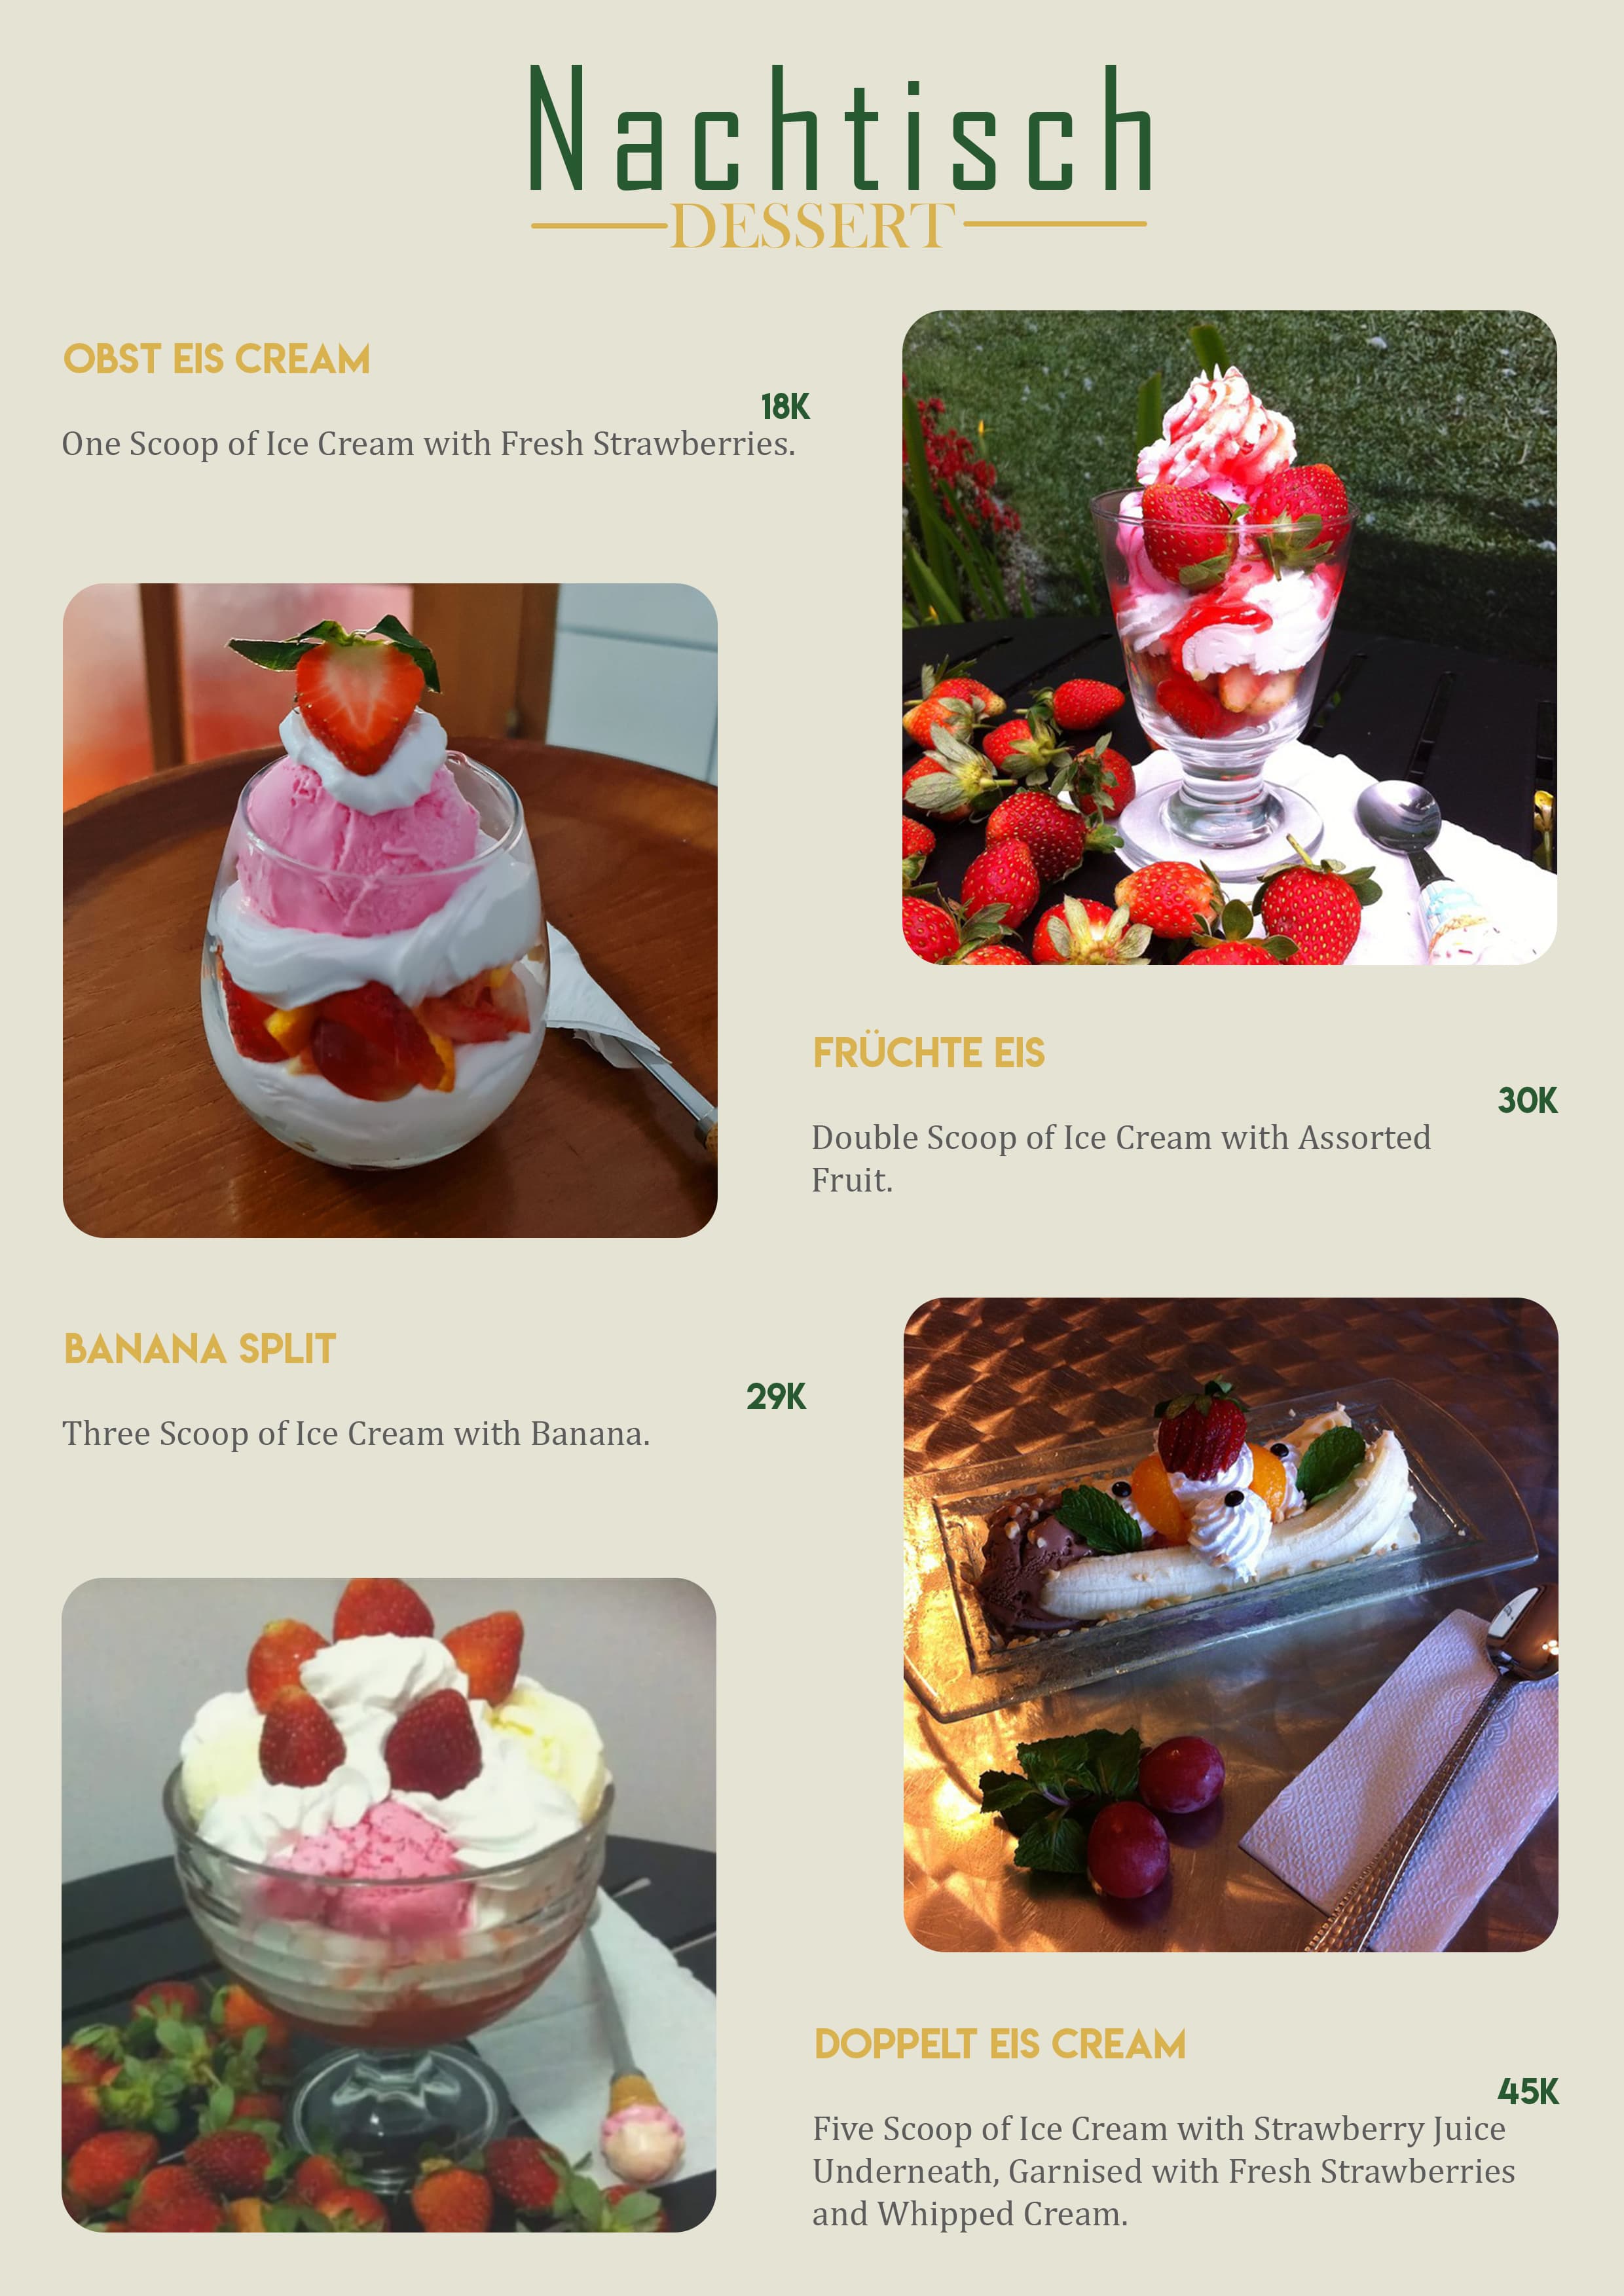 Nachtisch
DESSERT
OBST EIS CREAM
18K
One Scoop of Ice Cream with Fresh Strawberries.
FRÜCHTE EIS
30K
Double Scoop of Ice Cream with Assorted
Fruit.
BANANA SPLIT
29K
Three Scoop of Ice Cream with Banana.
DOPPELT EIS CREAM
45K
Five Scoop of Ice Cream with Strawberry Juice
Underneath, Garnised with Fresh Strawberries
and Whipped Cream.